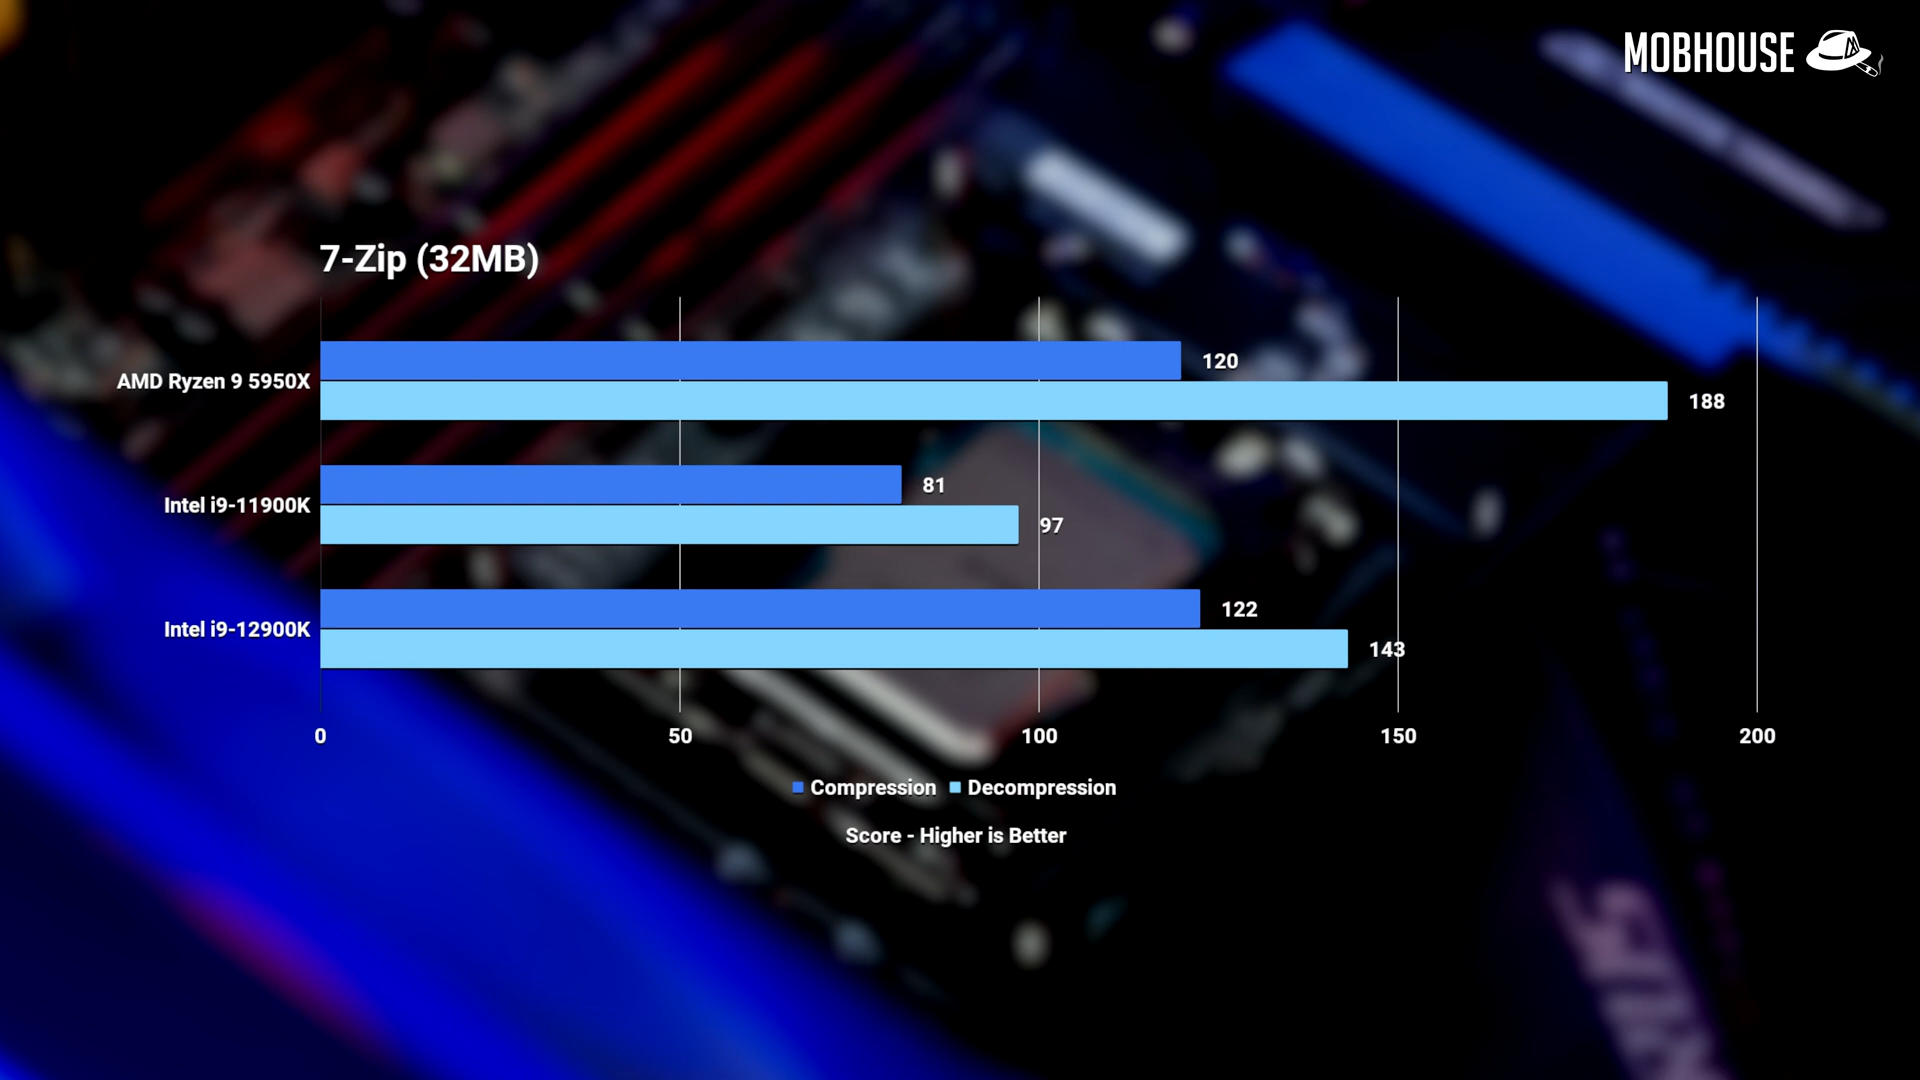 MOBHOUSE
7-Zip (32MB)
AMD Ryzen 9 5950X
120
188
Intel i9-11900K
81
97
Intel i9-12900K
122
143
0 50 100 150 200
Compression Decompression
Score - Higher is Better